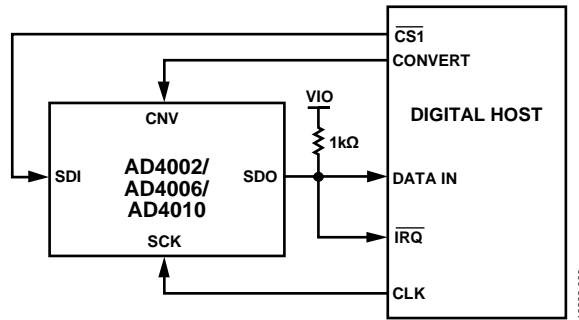 CS1
CONVERT
VIO
CNV
DIGITAL HOST
1kΩ
AD4002/
AD4006/
AD4010
SDI
SDO
DATA IN
SCK
IRQ
CLK